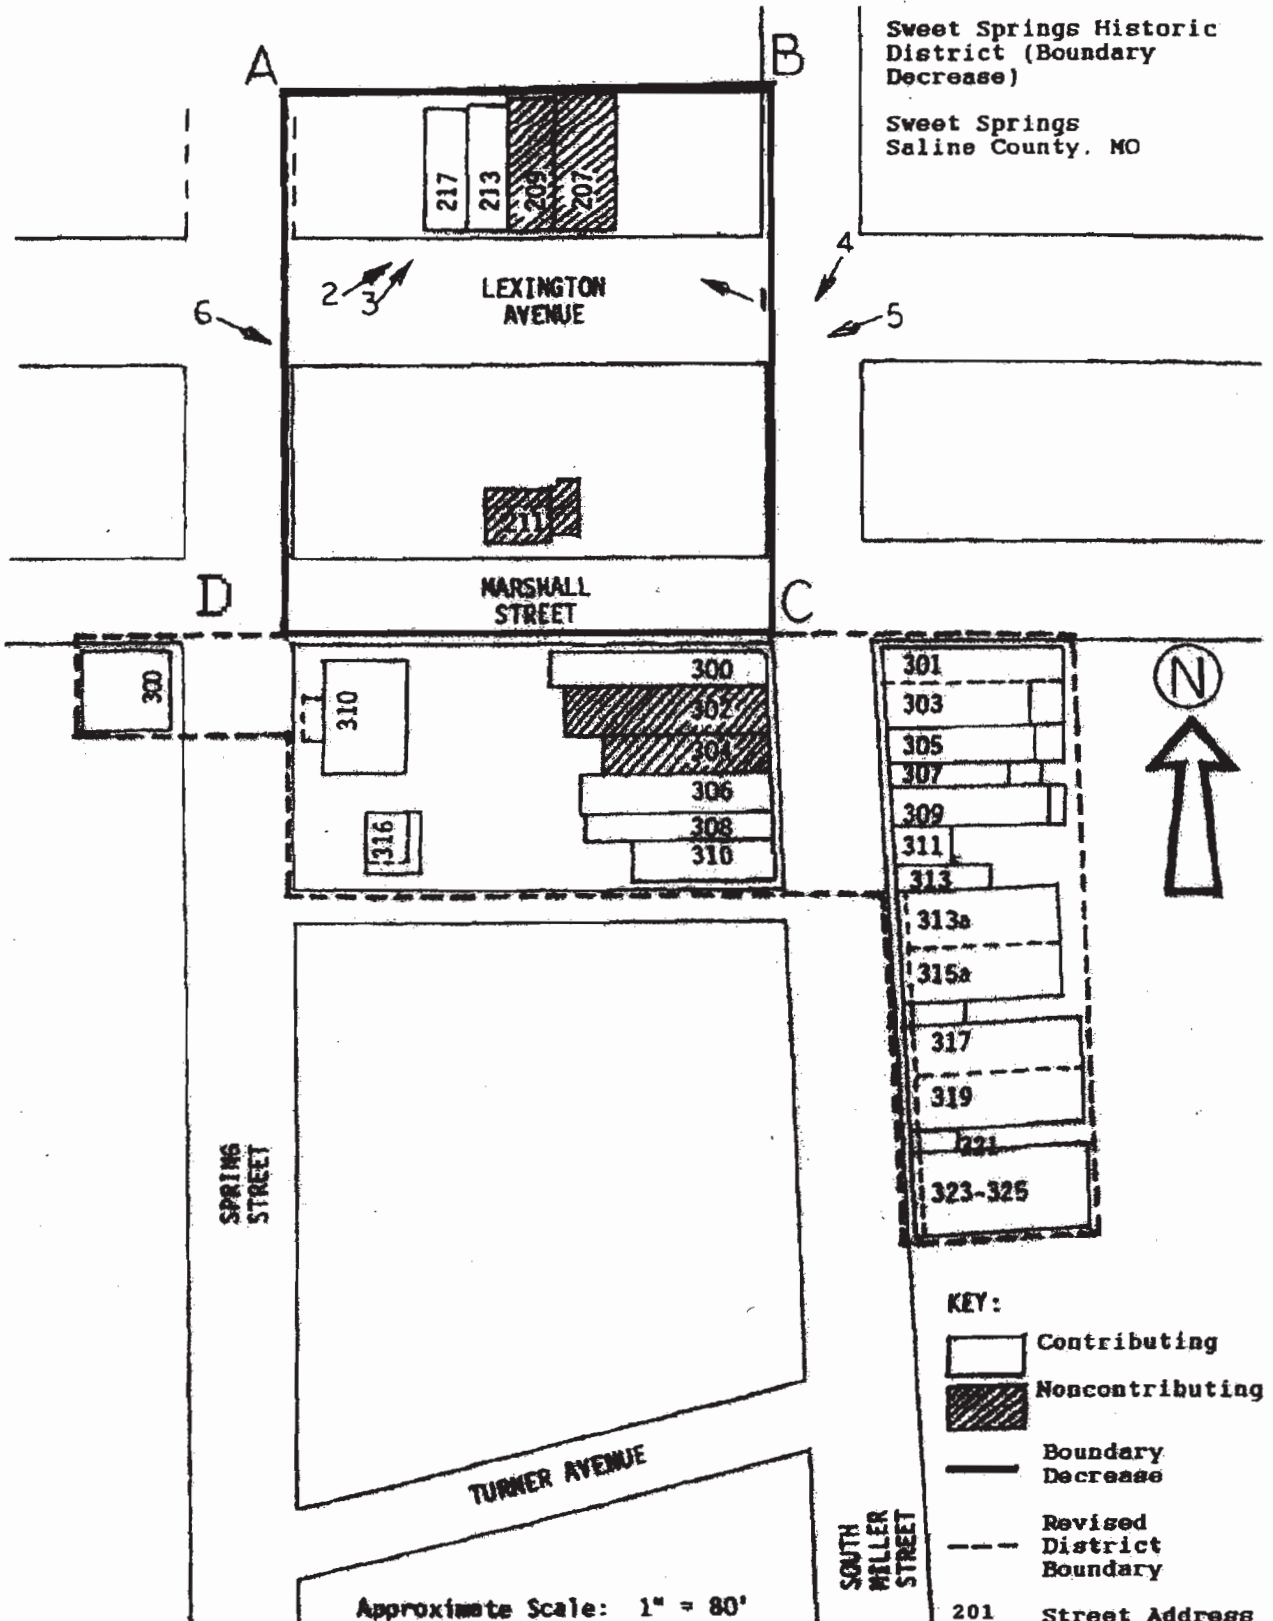 Sweet Springs Historic
District (Boundary
Decrease)
Sweet Springs
Saline County, MO
A
B
217
213
209
207
4
2
3
LEXINGTON
AVENUE
1
6
5
211
D
MARSHALL
STREET
C
300
310
316
300
302
304
306
308
310
301
303
305
307
309
311
313
313a
315a
317
319
321
323-325
N
SPRING
STREET
TURNER AVENUE
SOUTH
MILLER
STREET
KEY:
Contributing
Noncontributing
Boundary
Decrease
Revised
District
Boundary
201 Street Address
Approximate Scale: 1" = 80'